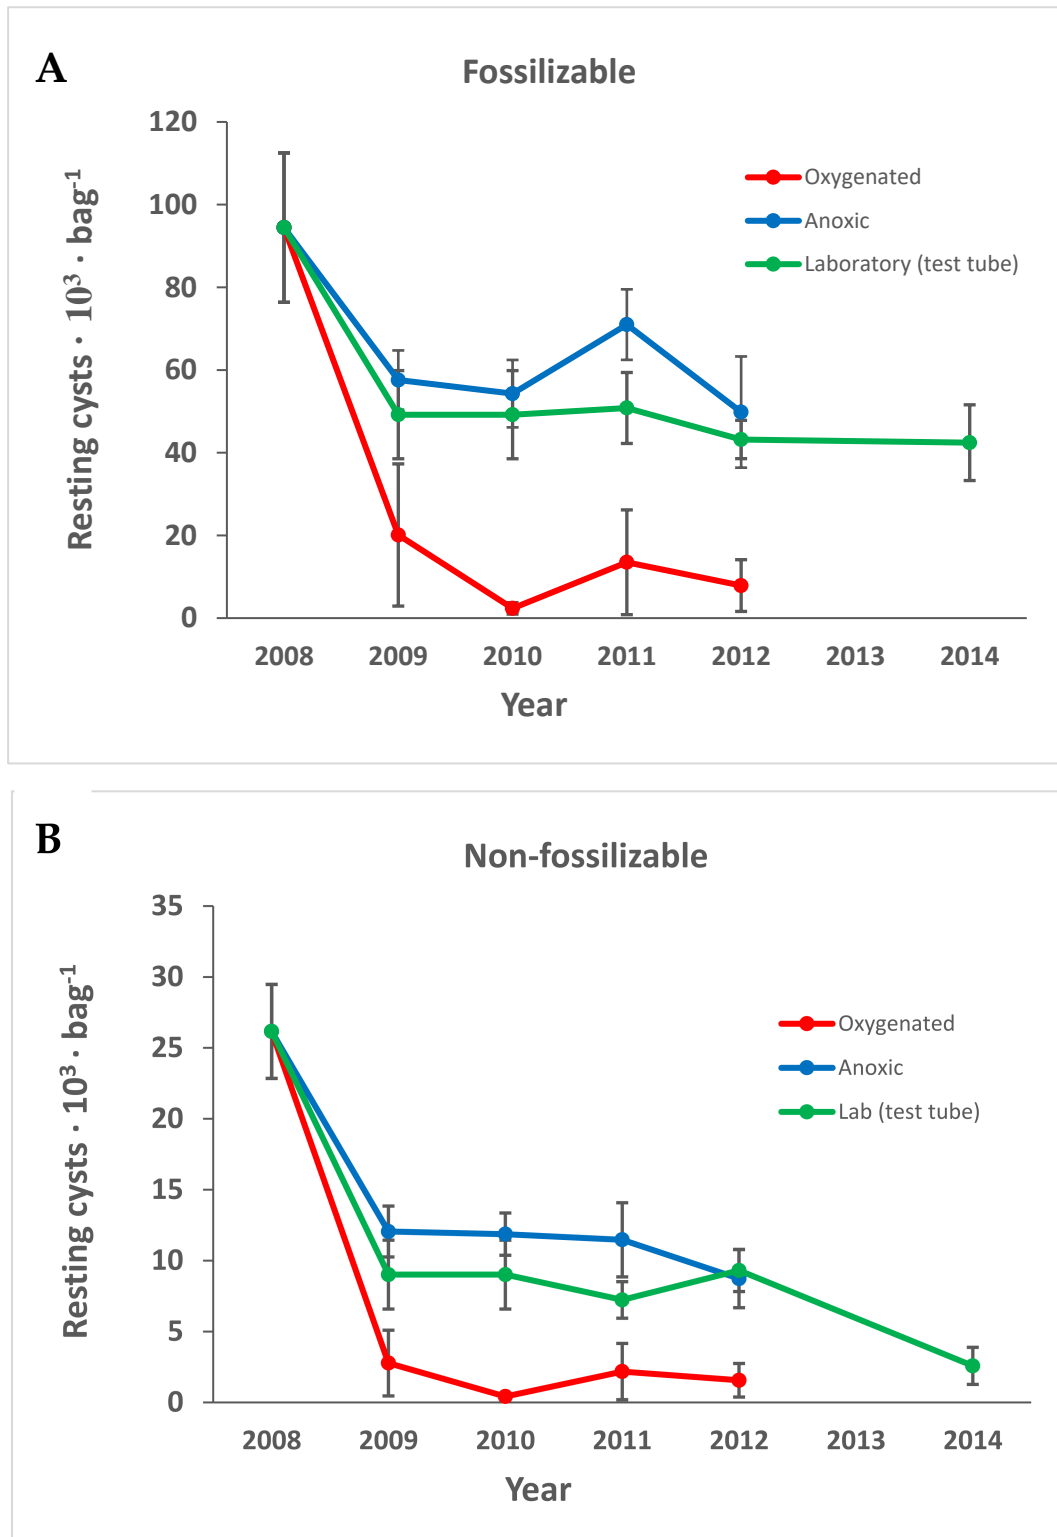 A
Fossilizable
120
100
80
60
40
20
0
Resting cysts · 10³ · bag⁻¹
Oxygenated
Anoxic
Laboratory (test tube)
2008 2009 2010 2011 2012 2013 2014
Year
B
Non-fossilizable
35
30
25
20
15
10
5
0
Resting cysts · 10³ · bag⁻¹
Oxygenated
Anoxic
Lab (test tube)
2008 2009 2010 2011 2012 2013 2014
Year